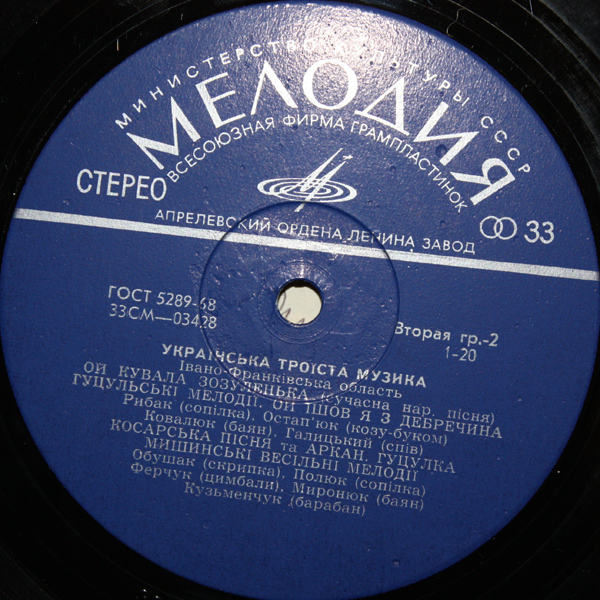 МИНИСТЕРСТВО КУЛЬТУРЫ СССР
МЕЛОДИЯ
ВСЕСОЮЗНАЯ ФИРМА ГРАМПЛАСТИНОК
СТЕРЕО
33
АПРЕЛЕВСКИЙ ОРДЕНА ЛЕНИНА ЗАВОД
ГОСТ 5289-68
33СМ—03428
Вторая гр.-2
1-20
УКРАЇНСЬКА ТРОЇСТА МУЗИКА
Івано-Франківська область
ОЙ КУВАЛА ЗОЗУЛЕНЬКА (сучасна нар. пісня)
ГУЦУЛЬСЬКІ МЕЛОДІЇ, ОЙ ІШОВ Я З ДЕБРЕЧИНА
Рибак (сопілка), Остап'юк (козу-буком)
Ковалюк (баян), Галицький (спів)
КОСАРСЬКА ПІСНЯ та АРКАН, ГУЦУЛКА
МИШИНСЬКІ ВЕСІЛЬНІ МЕЛОДІЇ
Обушак (скрипка), Полюк (сопілка)
Ферчук (цимбали), Миронюк (баян)
Кузьменчук (барабан)